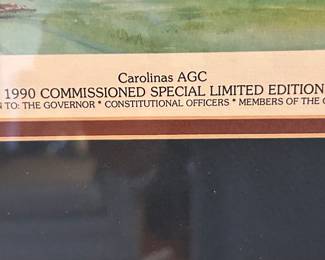 Carolinas AGC
1990 COMMISSIONED SPECIAL LIMITED EDITION
TO: THE GOVERNOR * CONSTITUTIONAL OFFICERS * MEMBERS OF THE